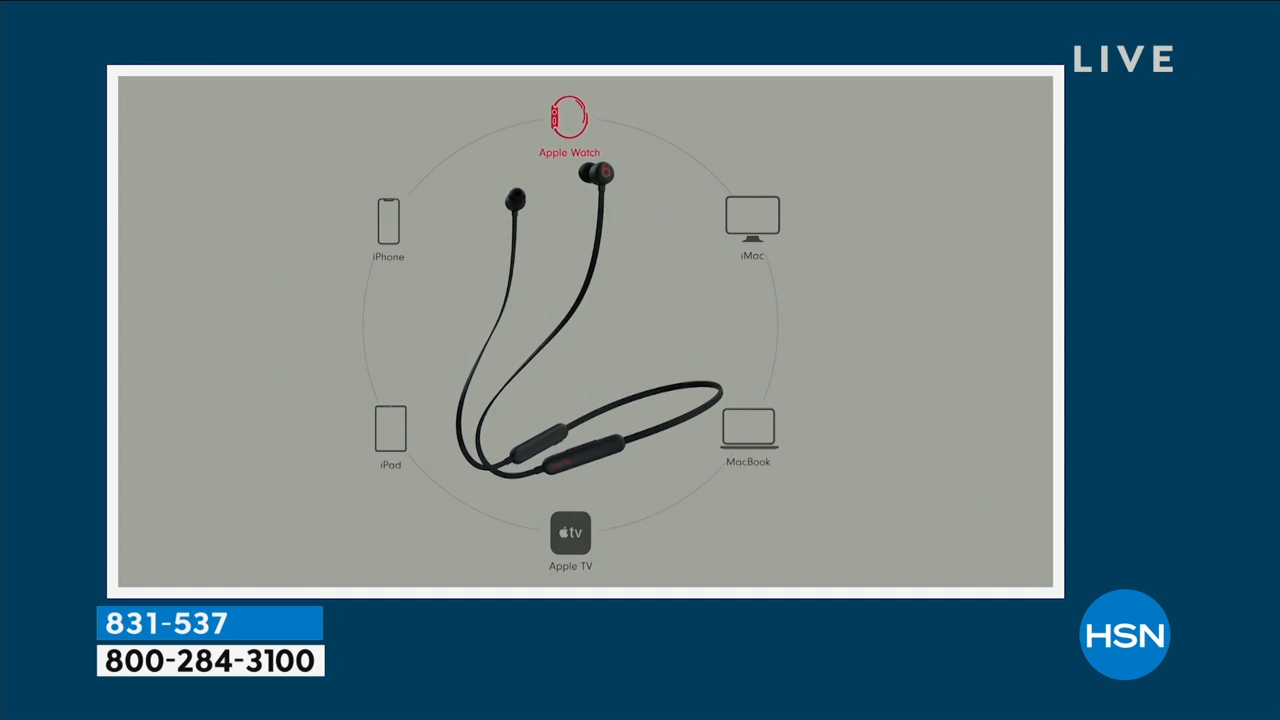 LIVE
Apple Watch
iPhone
iMac
iPad
MacBook
tv
Apple TV
831-537
800-284-3100
HSN